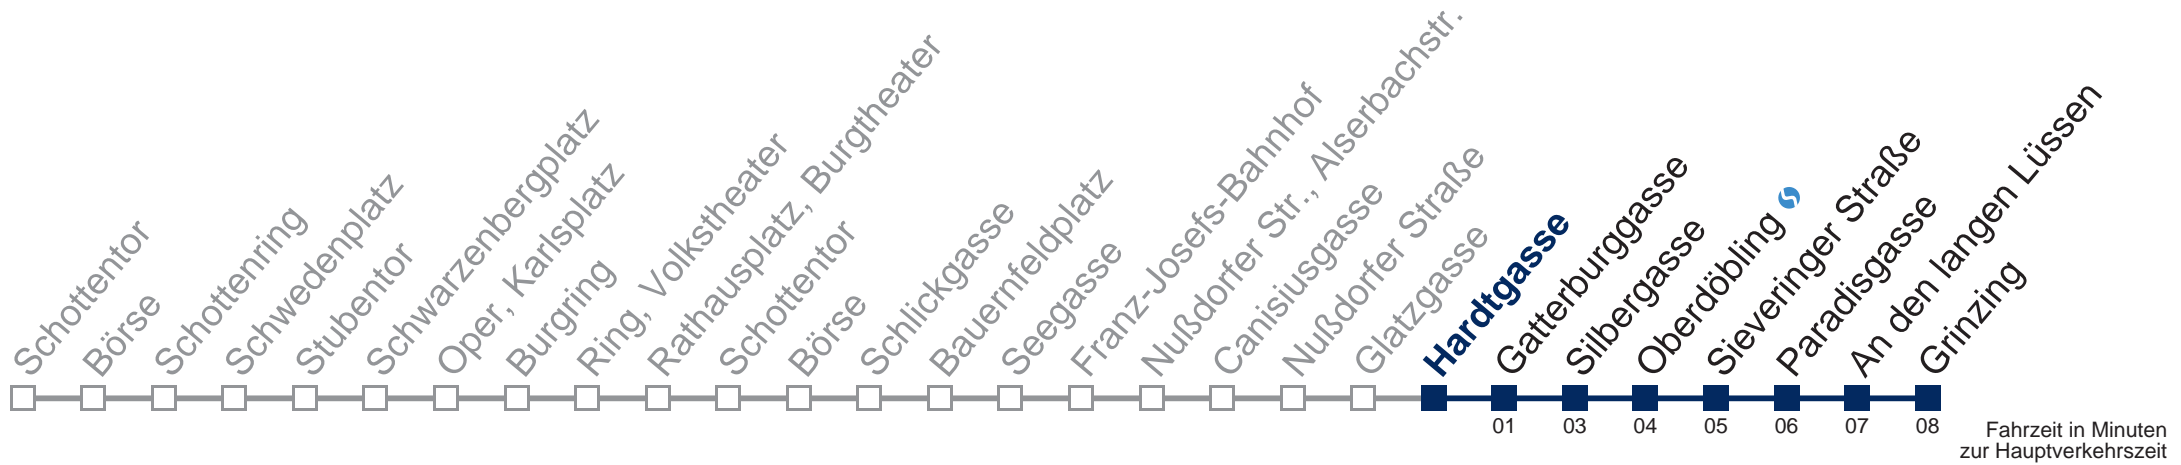 Schottentor
Börse
Schottenring
Schwedenplatz
Stubentor
Schwarzenbergplatz
Oper, Karlsplatz
Burgring
Ring, Volkstheater
Rathausplatz, Burgtheater
Schottentor
Börse
Schlickgasse
Bauernfeldplatz
Seegasse
Franz-Josefs-Bahnhof
Nußdorfer Str., Alserbachstr.
Canisiusgasse
Nußdorfer Straße
Glatzgasse
Hardtgasse
Gatterburggasse
Silbergasse
Oberdöbling
Sieveringer Straße
Paradisgasse
An den langen Lüssen
Grinzing
01 03 04 05 06 07 08
Fahrzeit in Minuten
zur Hauptverkehrszeit